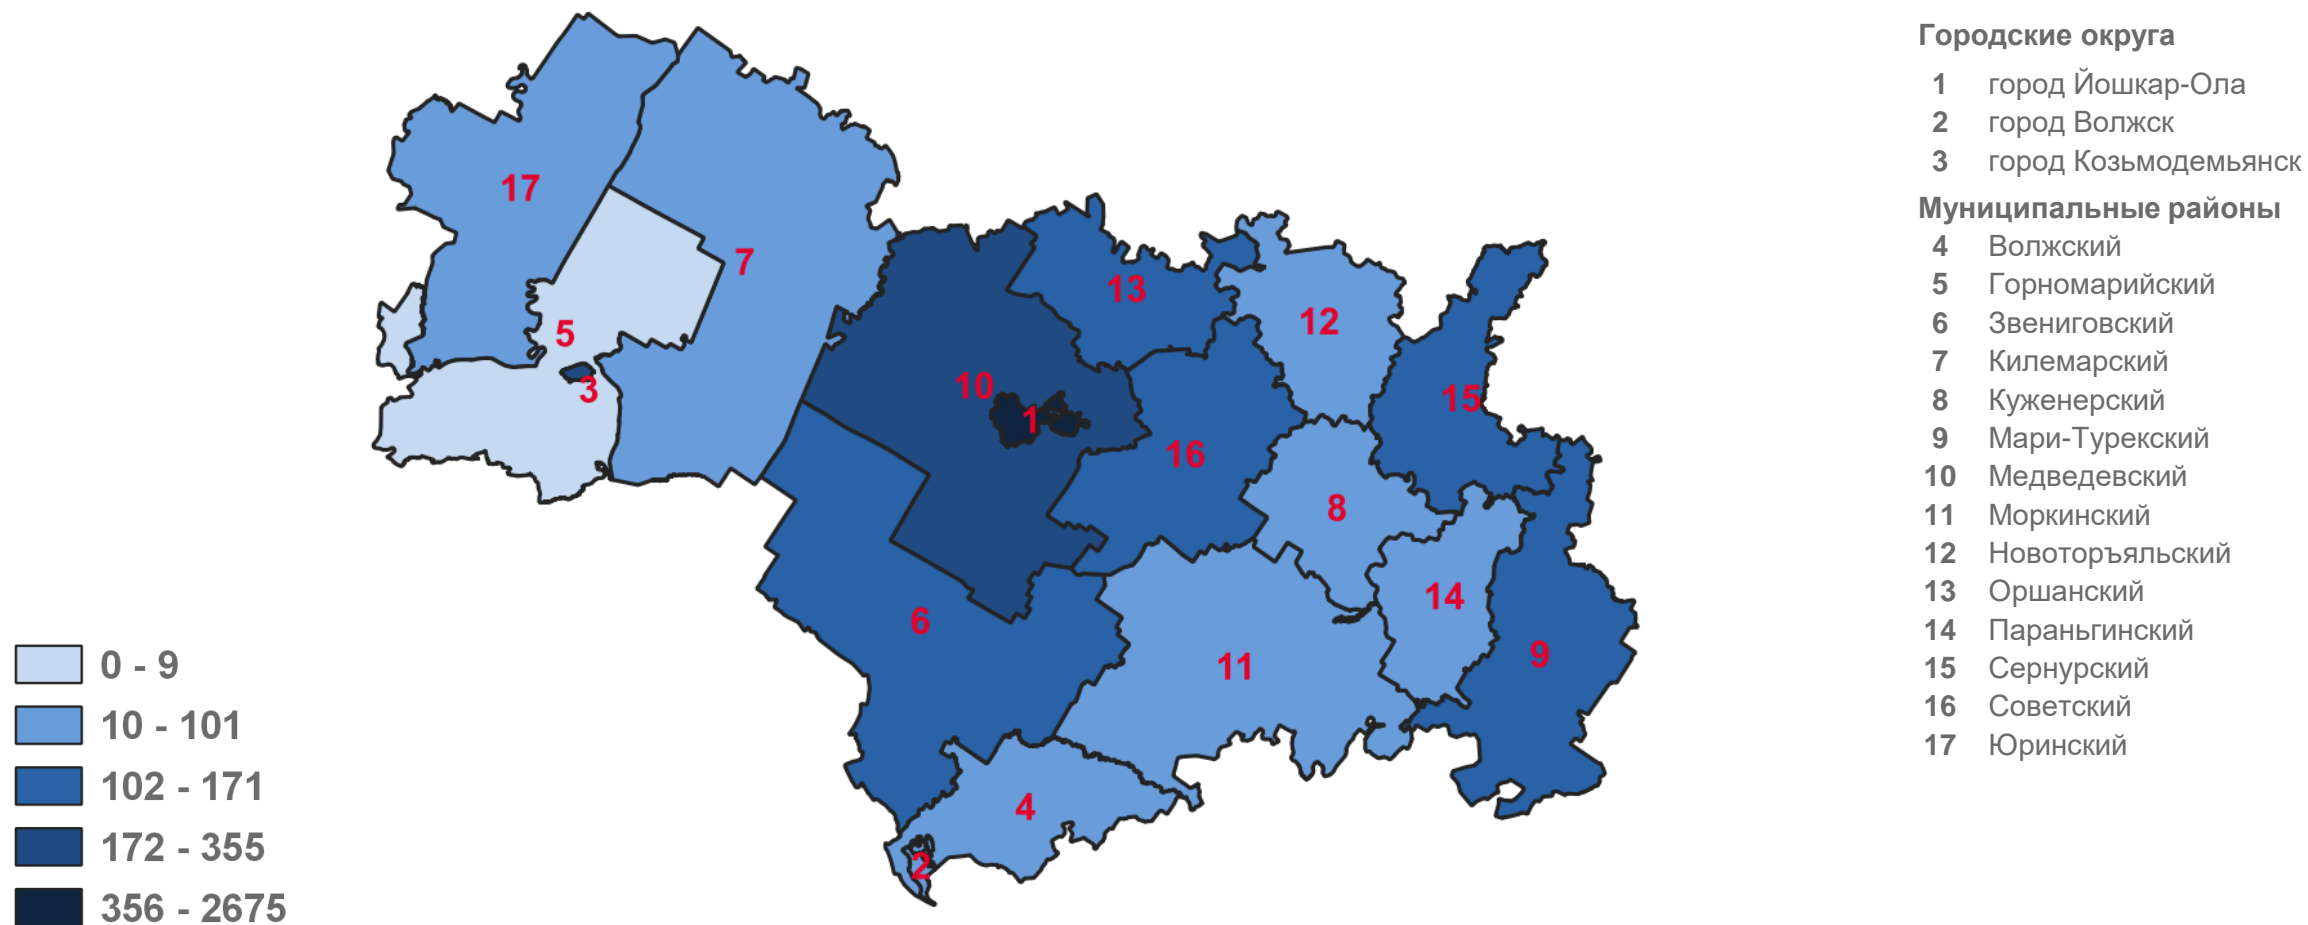 Городские округа
1 город Йошкар-Ола
2 город Волжск
3 город Козьмодемьянск
Муниципальные районы
4 Волжский
5 Горномарийский
6 Звениговский
7 Килемарский
8 Куженерский
9 Мари-Турекский
10 Медведевский
11 Моркинский
12 Новоторъяльский
13 Оршанский
14 Параньгинский
15 Сернурский
16 Советский
17 Юринский
17
7
5
3
10
1
13
12
15
16
8
14
9
11
6
4
2
0 - 9
10 - 101
102 - 171
172 - 355
356 - 2675